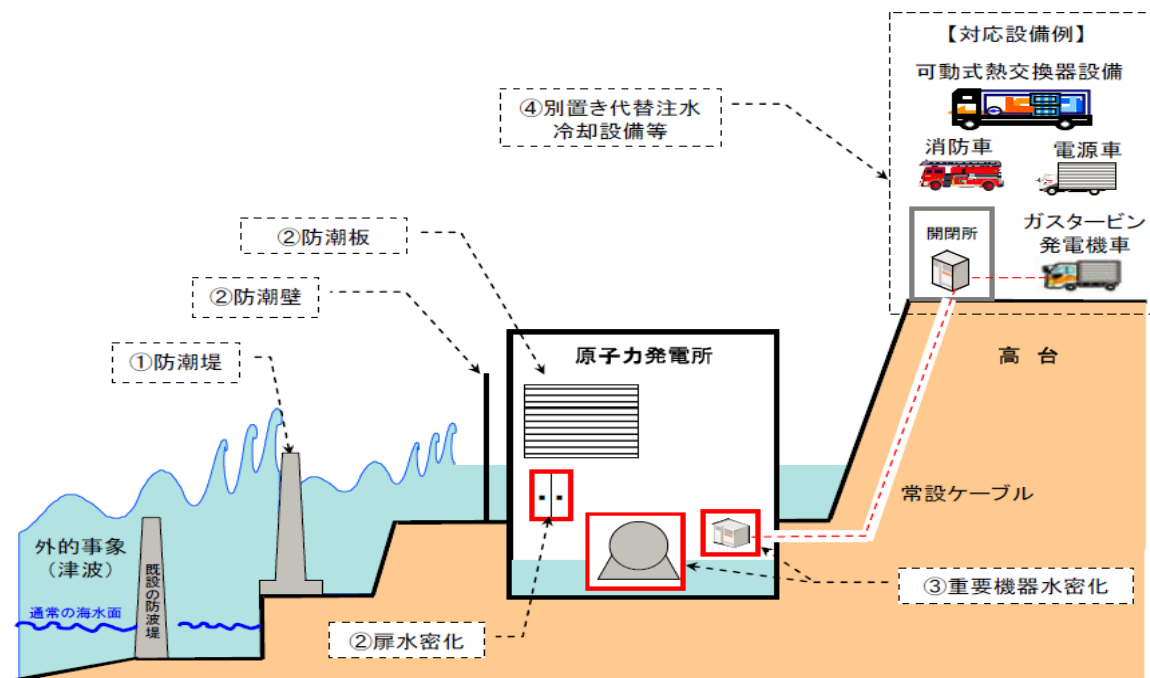 【対応設備例】
可動式熱交換器設備
④別置き代替注水
冷却設備等
消防車
電源車
②防潮板
開閉所
ガスタービン
発電機車
②防潮壁
①防潮堤
原子力発電所
高 台
常設ケーブル
外的事象
(津波)
既設の防波堤
通常の海水面
③重要機器水密化
②扉水密化